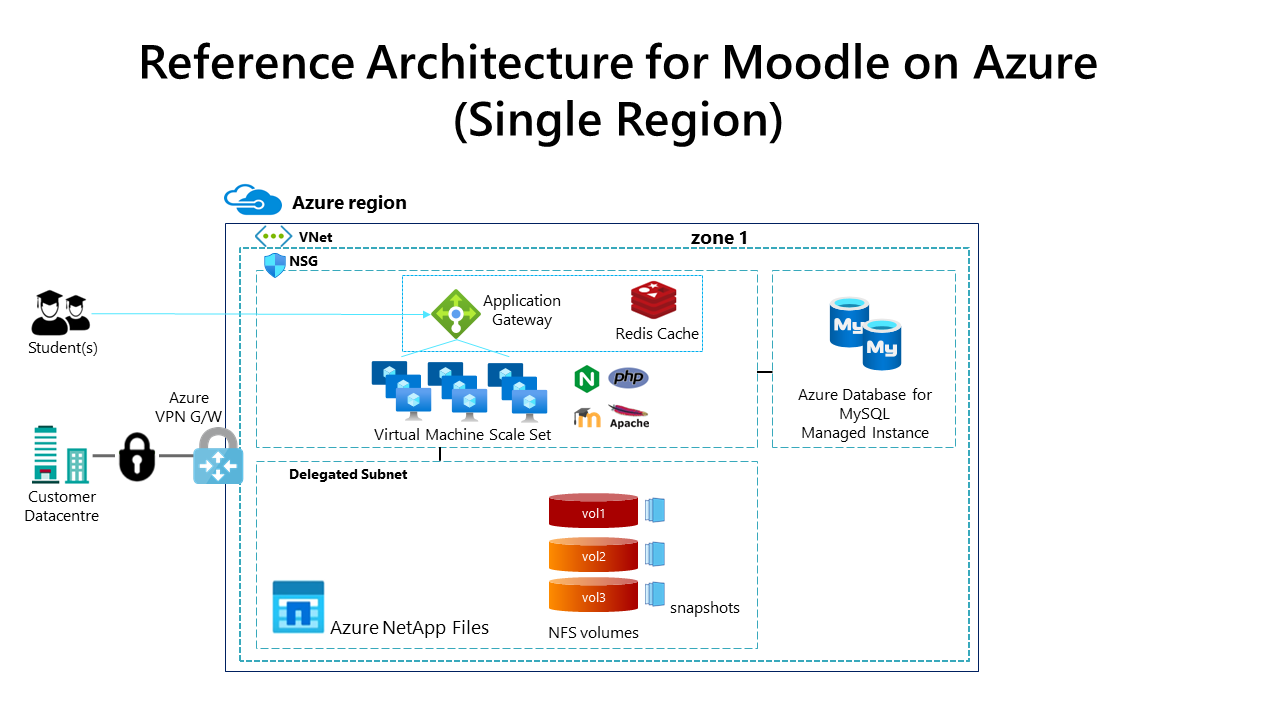 Reference Architecture for Moodle on Azure
(Single Region)
Azure region
VNet
zone 1
NSG
Application
Gateway
Redis Cache
Student(s)
php
My
My
Azure
VPN G/W
Apache
Azure Database for
MySQL
Managed Instance
Virtual Machine Scale Set
Delegated Subnet
Customer
Datacentre
vol1
vol2
vol3
snapshots
Azure NetApp Files
NFS volumes